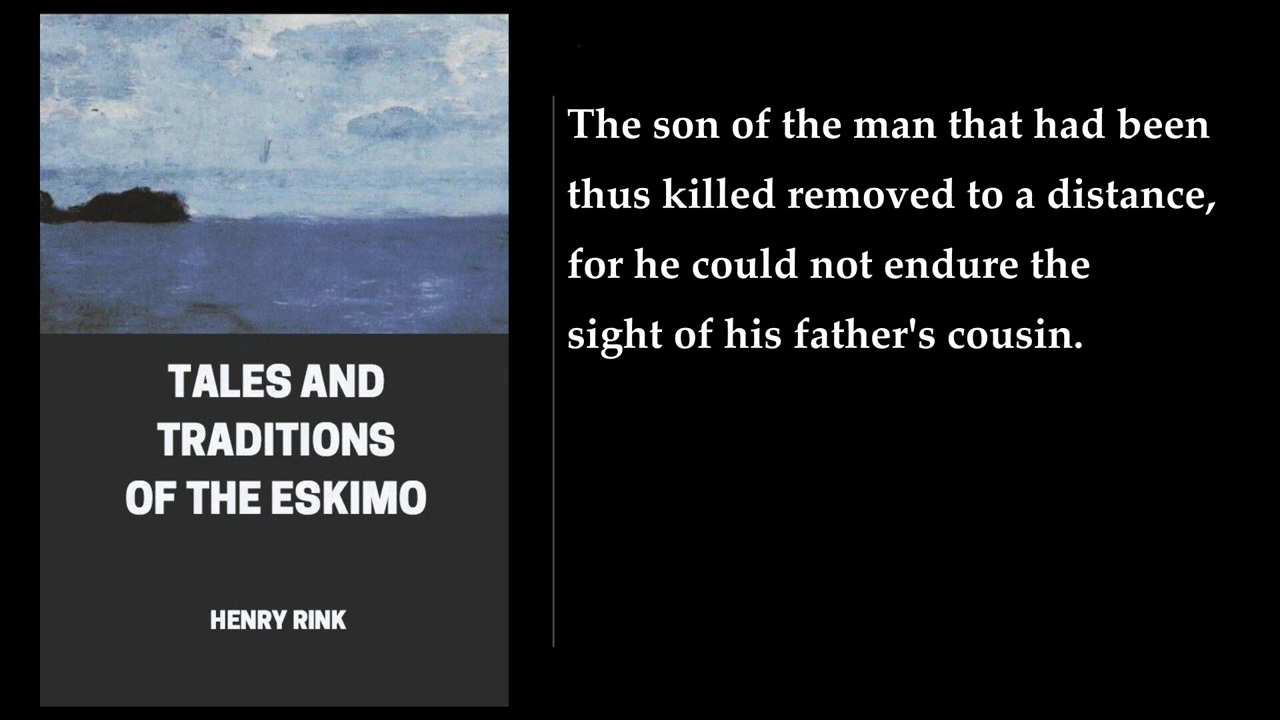 TALES AND
TRADITIONS
OF THE ESKIMO
HENRY RINK
The son of the man that had been
thus killed removed to a distance,
for he could not endure the
sight of his father's cousin.